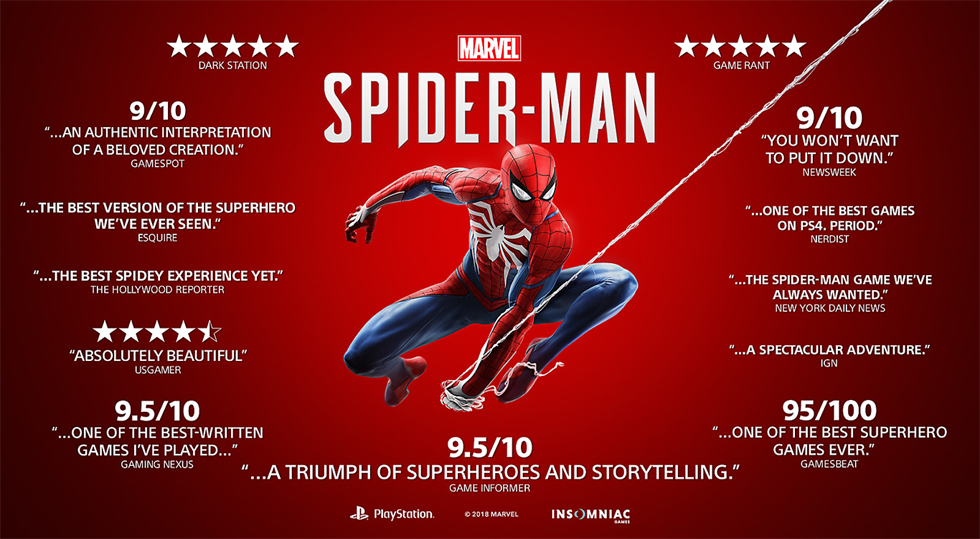 ★★★★★
DARK STATION
9/10
“...AN AUTHENTIC INTERPRETATION
OF A BELOVED CREATION.”
GAMESPOT
“...THE BEST VERSION OF THE SUPERHERO
WE’VE EVER SEEN.”
ESQUIRE
“...THE BEST SPIDEY EXPERIENCE YET.”
THE HOLLYWOOD REPORTER
“ABSOLUTELY BEAUTIFUL”
USGAMER
9.5/10
“...ONE OF THE BEST-WRITTEN
GAMES I’VE PLAYED...”
GAMING NEXUS
MARVEL
SPIDER-MAN
9.5/10
“...A TRIUMPH OF SUPERHEROES AND STORYTELLING.”
GAME INFORMER
★★★★★
GAME RANT
9/10
“YOU WON’T WANT
TO PUT IT DOWN.”
NEWSWEEK
“...ONE OF THE BEST GAMES
ON PS4. PERIOD.”
NERDIST
“...THE SPIDER-MAN GAME WE’VE
ALWAYS WANTED.”
NEW YORK DAILY NEWS
“...A SPECTACULAR ADVENTURE.”
IGN
95/100
“...ONE OF THE BEST SUPERHERO
GAMES EVER.”
GAMESBEAT
PlayStation.
© 2018 MARVEL
INSOMNIAC
GAMES